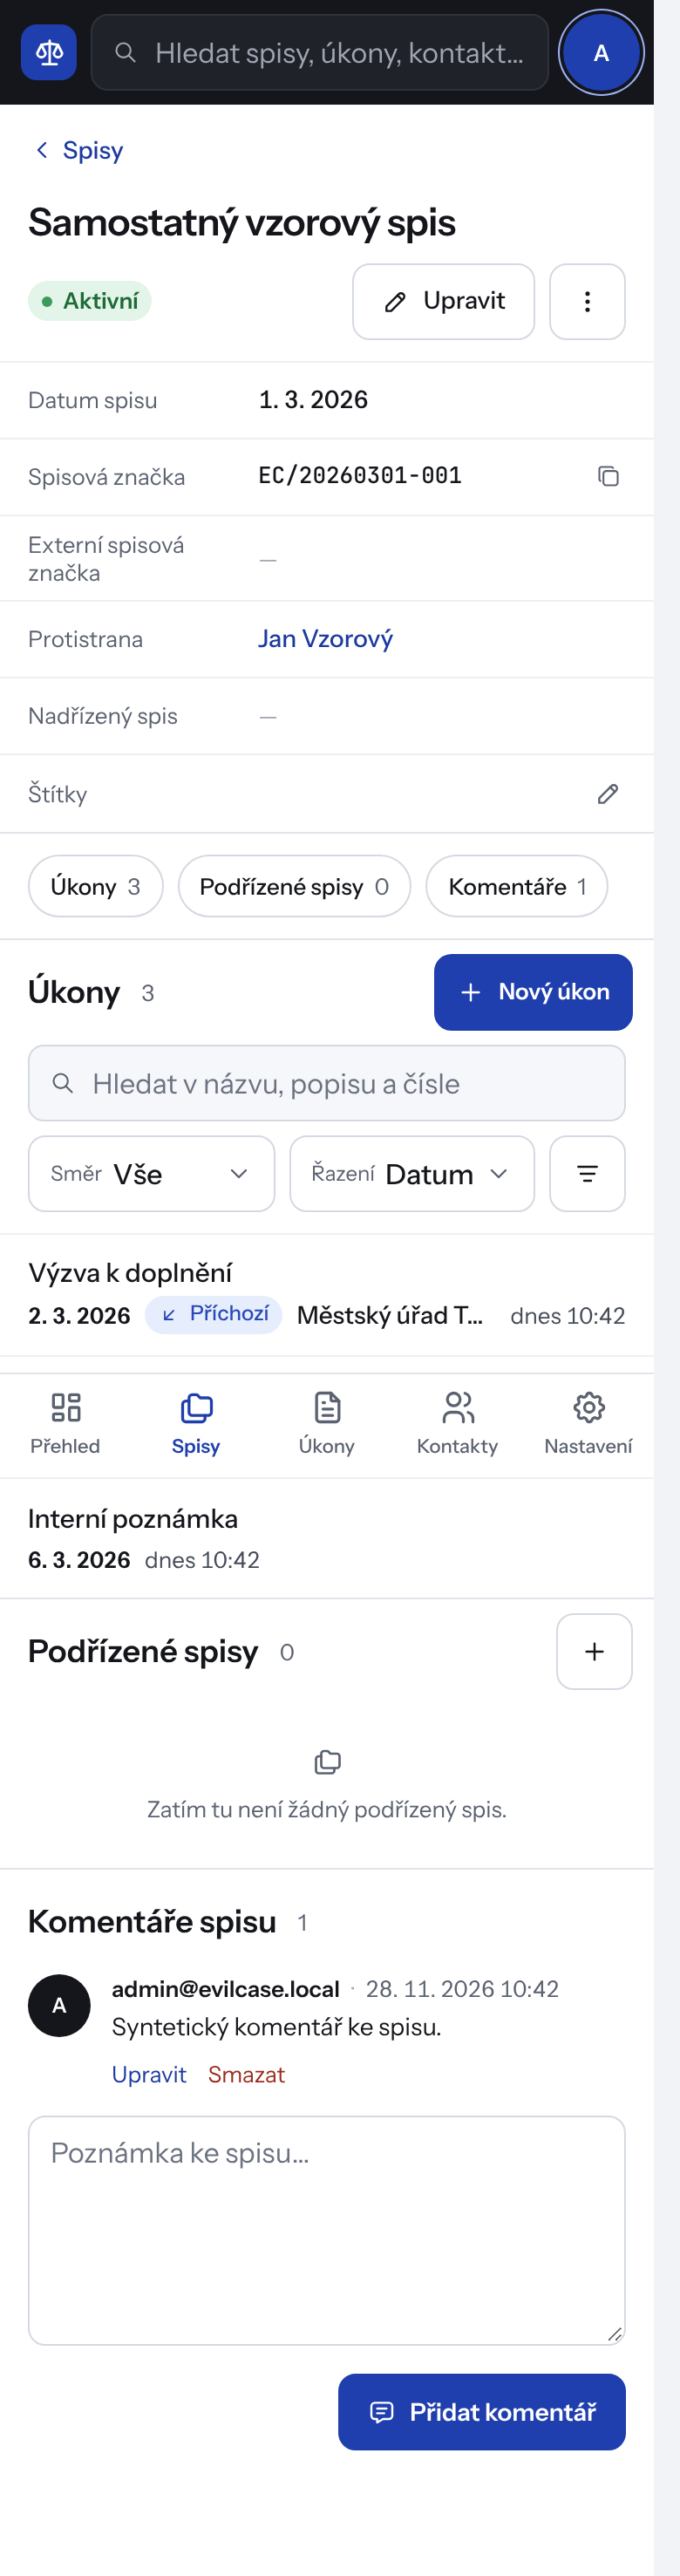 Hledat spisy, úkony, kontakt...
A
Spisy
Samostatný vzorový spis
Aktivní
Upravit
Datum spisu 1. 3. 2026
Spisová značka EC/20260301-001
Externí spisová
značka —
Protistrana Jan Vzorový
Nadřízený spis —
Štítky
Úkony 3 Podřízené spisy 0 Komentáře 1
Úkony 3 Nový úkon
Hledat v názvu, popisu a čísle
Směr Vše Řazení Datum
Výzva k doplnění
2. 3. 2026 Příchozí Městský úřad T... dnes 10:42
Přehled Spisy Úkony Kontakty Nastavení
Interní poznámka
6. 3. 2026 dnes 10:42
Podřízené spisy 0
Zatím tu není žádný podřízený spis.
Komentáře spisu 1
A
admin@evilcase.local · 28. 11. 2026 10:42
Syntetický komentář ke spisu.
Upravit Smazat
Poznámka ke spisu...
Přidat komentář